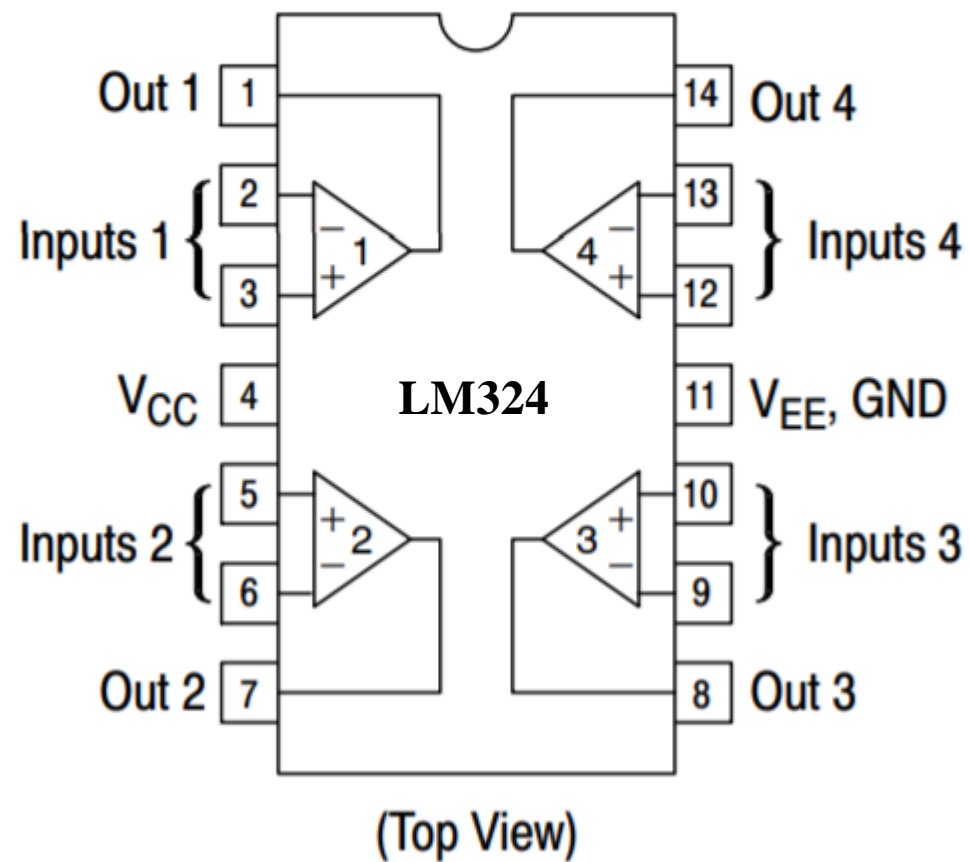 Out 1 1 14 Out 4
2 13
Inputs 1 { − 1 4 − } Inputs 4
3 + + 12
VCC 4 LM324 11 VEE, GND
5 + + 10
Inputs 2 { 2 3 } Inputs 3
6 − − 9
Out 2 7 8 Out 3
(Top View)